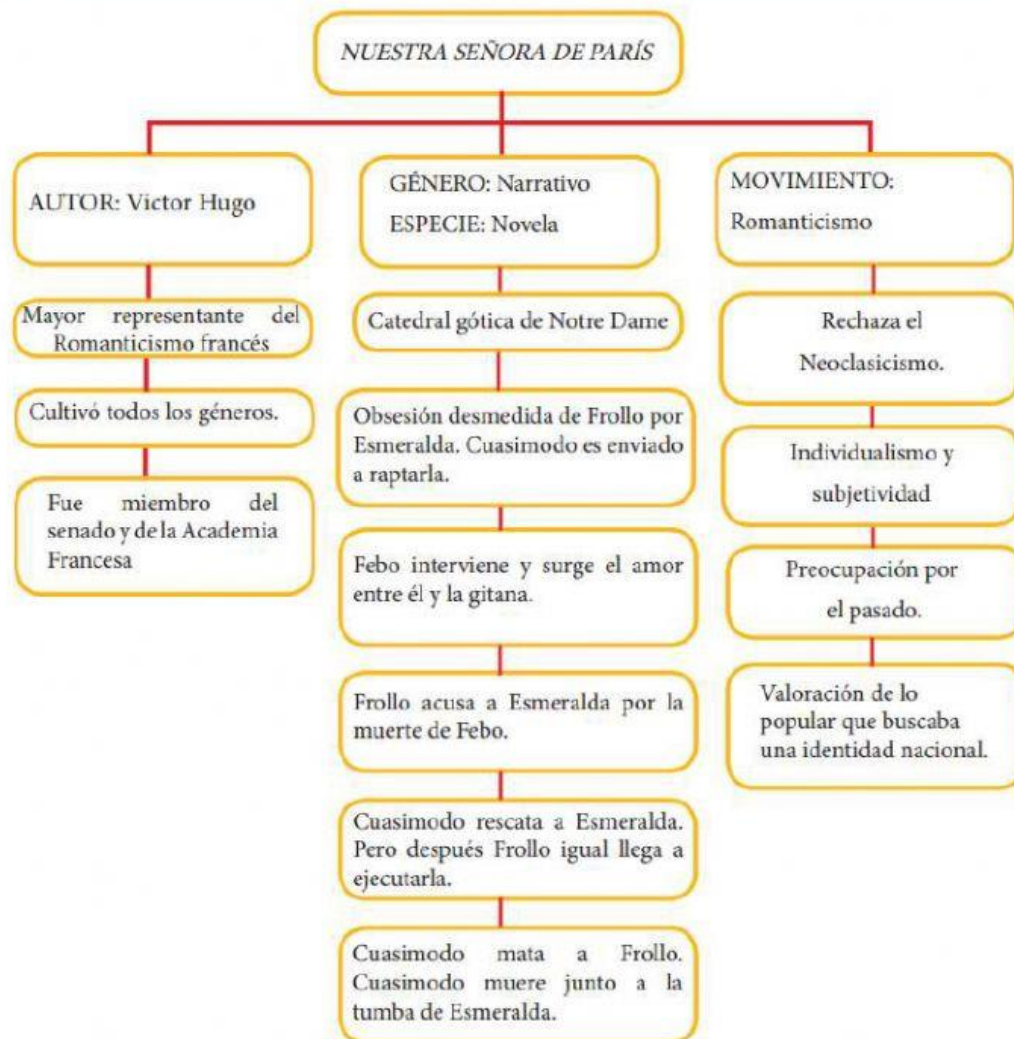 NUESTRA SEÑORA DE PARÍS
AUTOR: Victor Hugo
Mayor representante del
Romanticismo francés
Cultivó todos los géneros.
Fue miembro del
senado y de la Academia
Francesa
GÉNERO: Narrativo
ESPECIE: Novela
Catedral gótica de Notre Dame
Obsesión desmedida de Frollo por
Esmeralda. Cuasimodo es enviado
a raptarla.
Febo interviene y surge el amor
entre él y la gitana.
Frollo acusa a Esmeralda por la
muerte de Febo.
Cuasimodo rescata a Esmeralda.
Pero después Frollo igual llega a
ejecutarla.
Cuasimodo mata a Frollo.
Cuasimodo muere junto a la
tumba de Esmeralda.
MOVIMIENTO:
Romanticismo
Rechaza el
Neoclasicismo.
Individualismo y
subjetividad
Preocupación por
el pasado.
Valoración de lo
popular que buscaba
una identidad nacional.